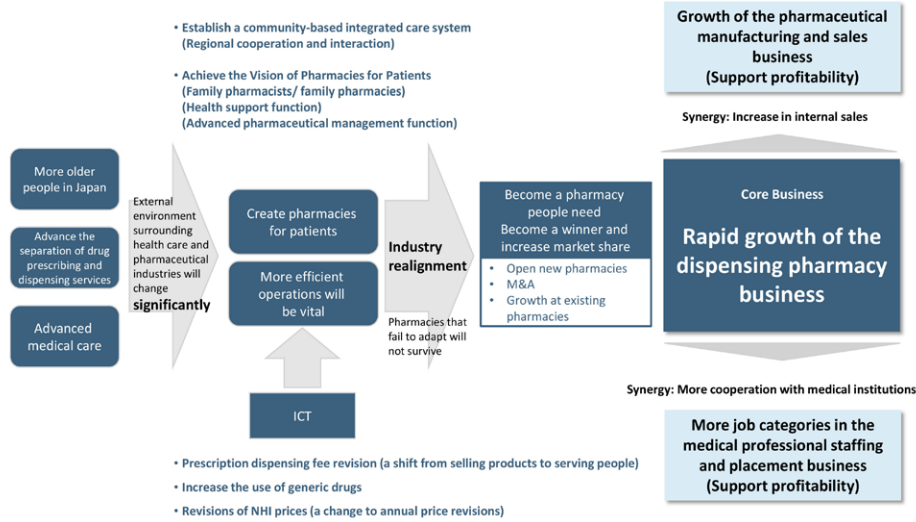 • Establish a community-based integrated care system
(Regional cooperation and interaction)
• Achieve the Vision of Pharmacies for Patients
(Family pharmacists/ family pharmacies)
(Health support function)
(Advanced pharmaceutical management function)
More older
people in Japan
Advance the
separation of drug
prescribing and
dispensing services
Advanced
medical care
External
environment
surrounding
health care and
pharmaceutical
industries will
change
significantly
Create pharmacies
for patients
More efficient
operations will
be vital
ICT
Industry
realignment
Pharmacies that
fail to adapt will
not survive
Become a pharmacy
people need
Become a winner and
increase market share
• Open new pharmacies
• M&A
• Growth at existing
pharmacies
Growth of the pharmaceutical
manufacturing and sales
business
(Support profitability)
Synergy: Increase in internal sales
Core Business
Rapid growth of the
dispensing pharmacy
business
Synergy: More cooperation with medical institutions
More job categories in the
medical professional staffing
and placement business
(Support profitability)
• Prescription dispensing fee revision (a shift from selling products to serving people)
• Increase the use of generic drugs
• Revisions of NHI prices (a change to annual price revisions)